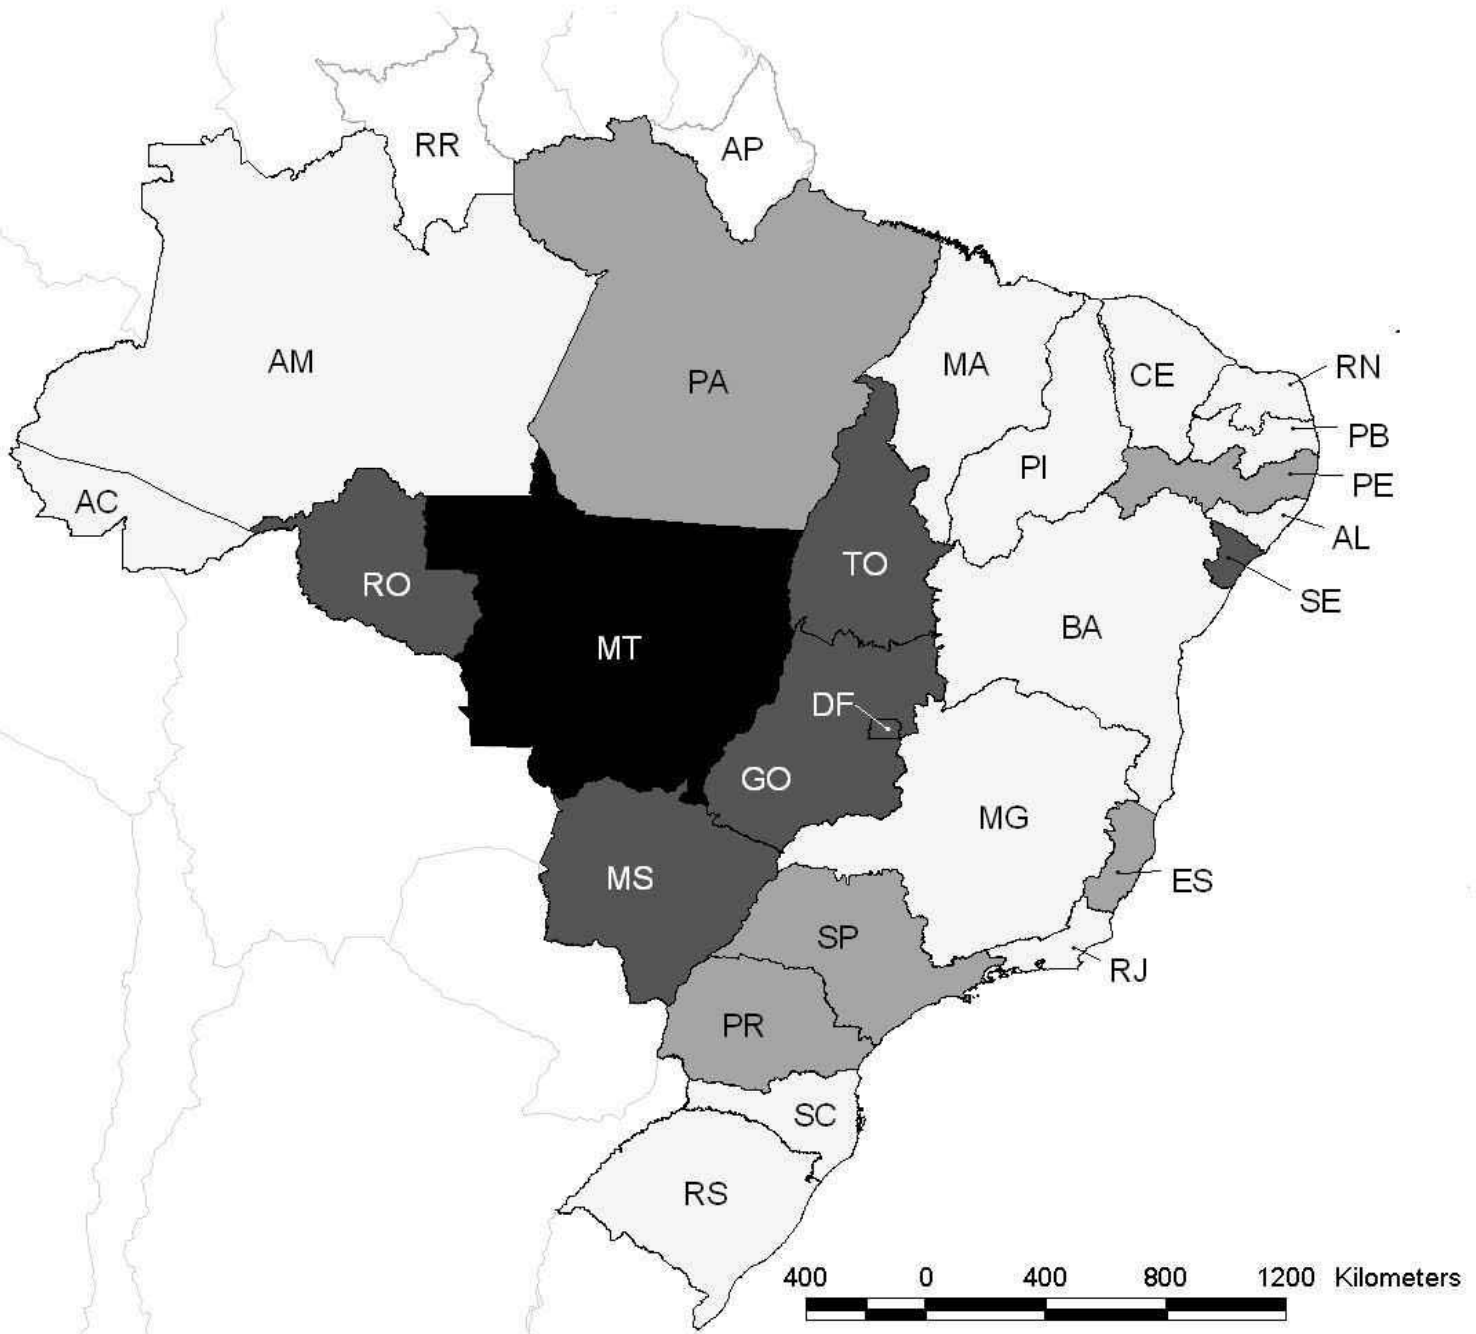 RR
AP
AM
PA
MA
CE
RN
PB
PI
PE
AC
AL
TO
RO
SE
BA
MT
DF
GO
MG
MS
ES
SP
RJ
PR
SC
RS
400 0 400 800 1200 Kilometers